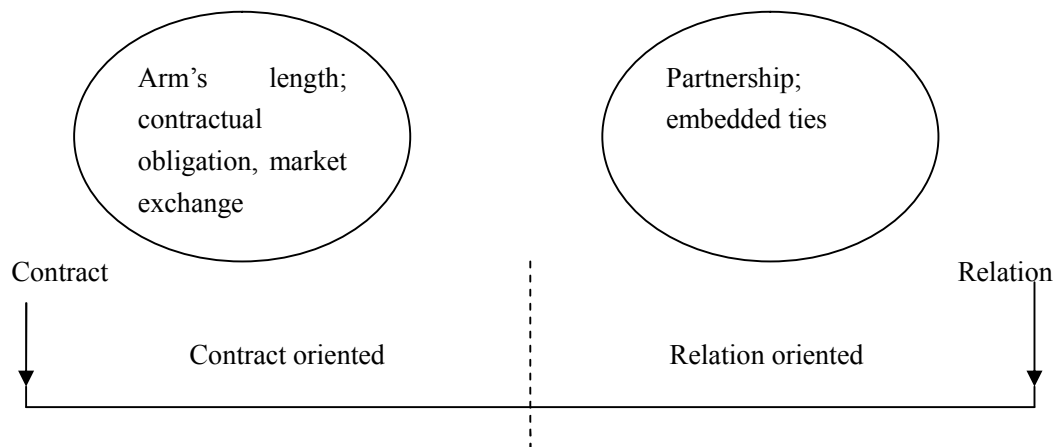 Arm’s length;
contractual
obligation, market
exchange
Partnership;
embedded ties
Contract
Relation
Contract oriented
Relation oriented